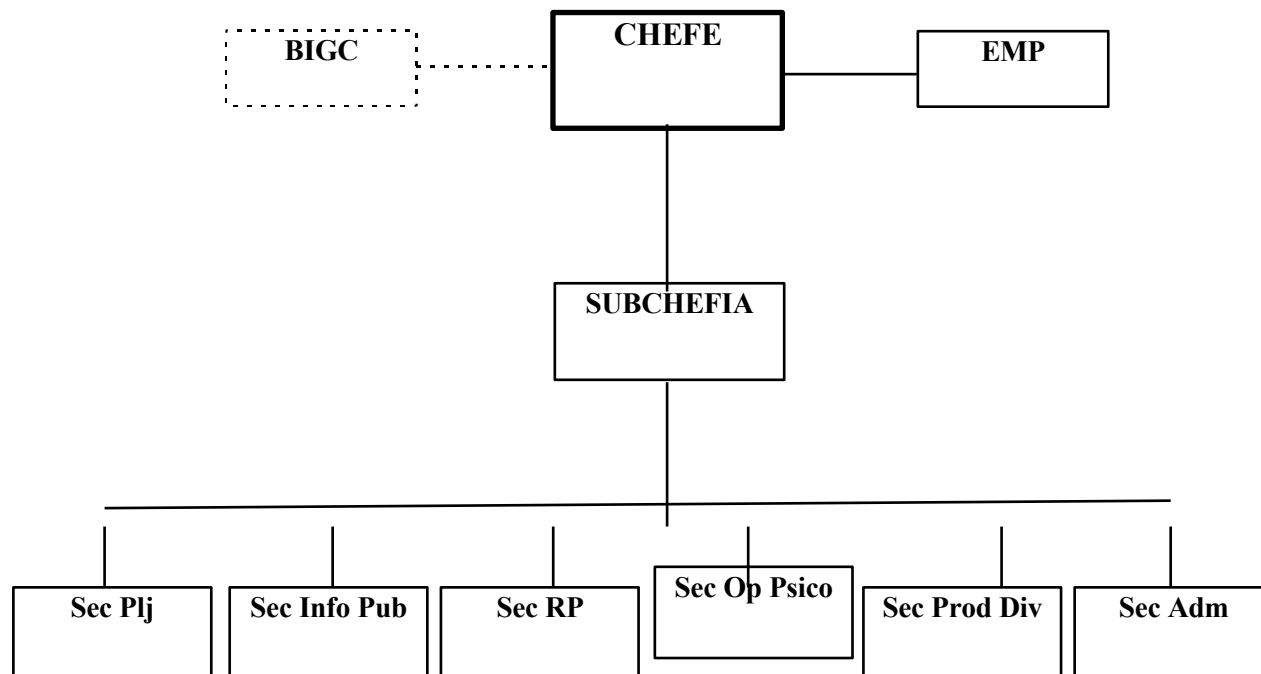 BIGC
CHEFE
EMP
SUBCHEFIA
Sec Plj
Sec Info Pub
Sec RP
Sec Op Psico
Sec Prod Div
Sec Adm